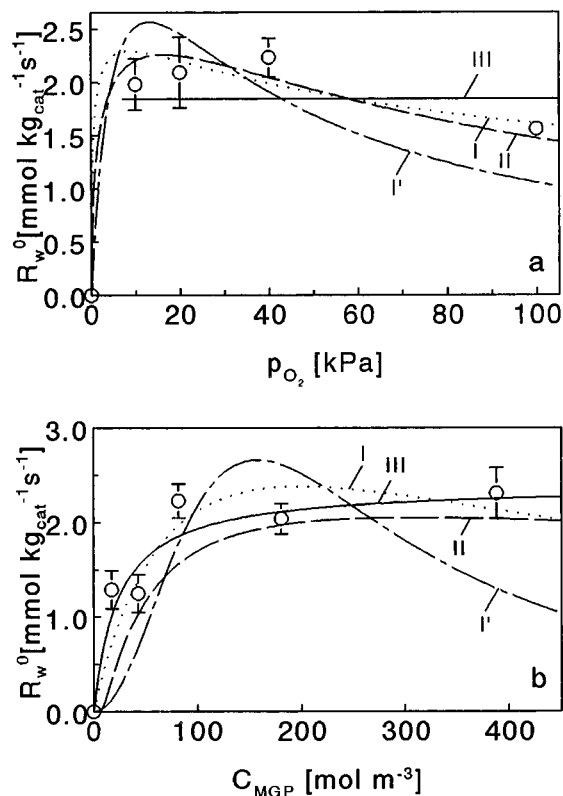 a
2.5
2.0
1.5
1.0
0.5
0.0
R_w^0 [mmol kg_cat^-1 s^-1]
III
I
II
I'
0 20 40 60 80 100
p_O2 [kPa]
b
3.0
2.0
1.0
0.0
R_w^0 [mmol kg_cat^-1 s^-1]
I
III
II
I'
0 100 200 300 400
C_MGP [mol m^-3]